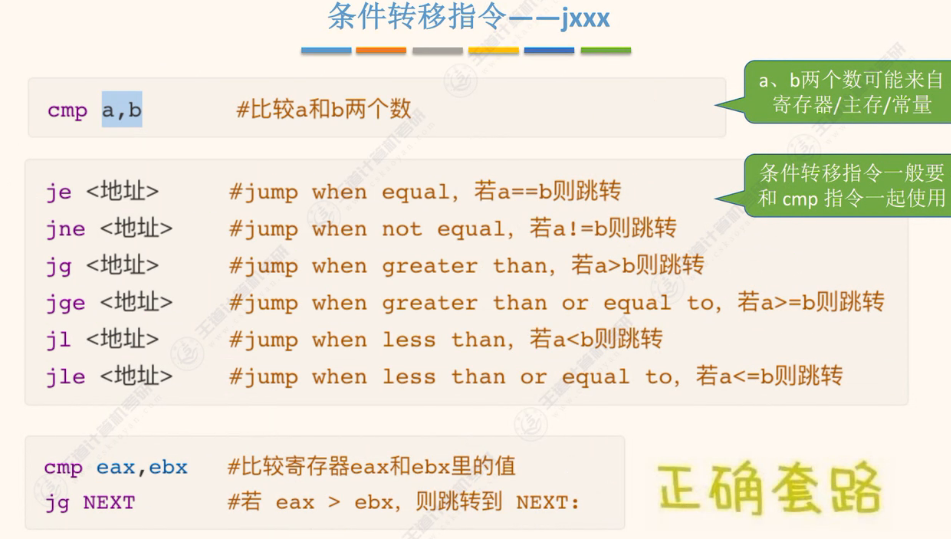 条件转移指令——jxxx
cmp a,b #比较a和b两个数
a、b两个数可能来自
寄存器/主存/常量
条件转移指令一般要
和 cmp 指令一起使用
je <地址> #jump when equal，若a==b则跳转
jne <地址> #jump when not equal，若a!=b则跳转
jg <地址> #jump when greater than，若a>b则跳转
jge <地址> #jump when greater than or equal to，若a>=b则跳转
jl <地址> #jump when less than，若a<b则跳转
jle <地址> #jump when less than or equal to，若a<=b则跳转
cmp eax,ebx #比较寄存器eax和ebx里的值
jg NEXT #若 eax > ebx，则跳转到 NEXT：
正确套路